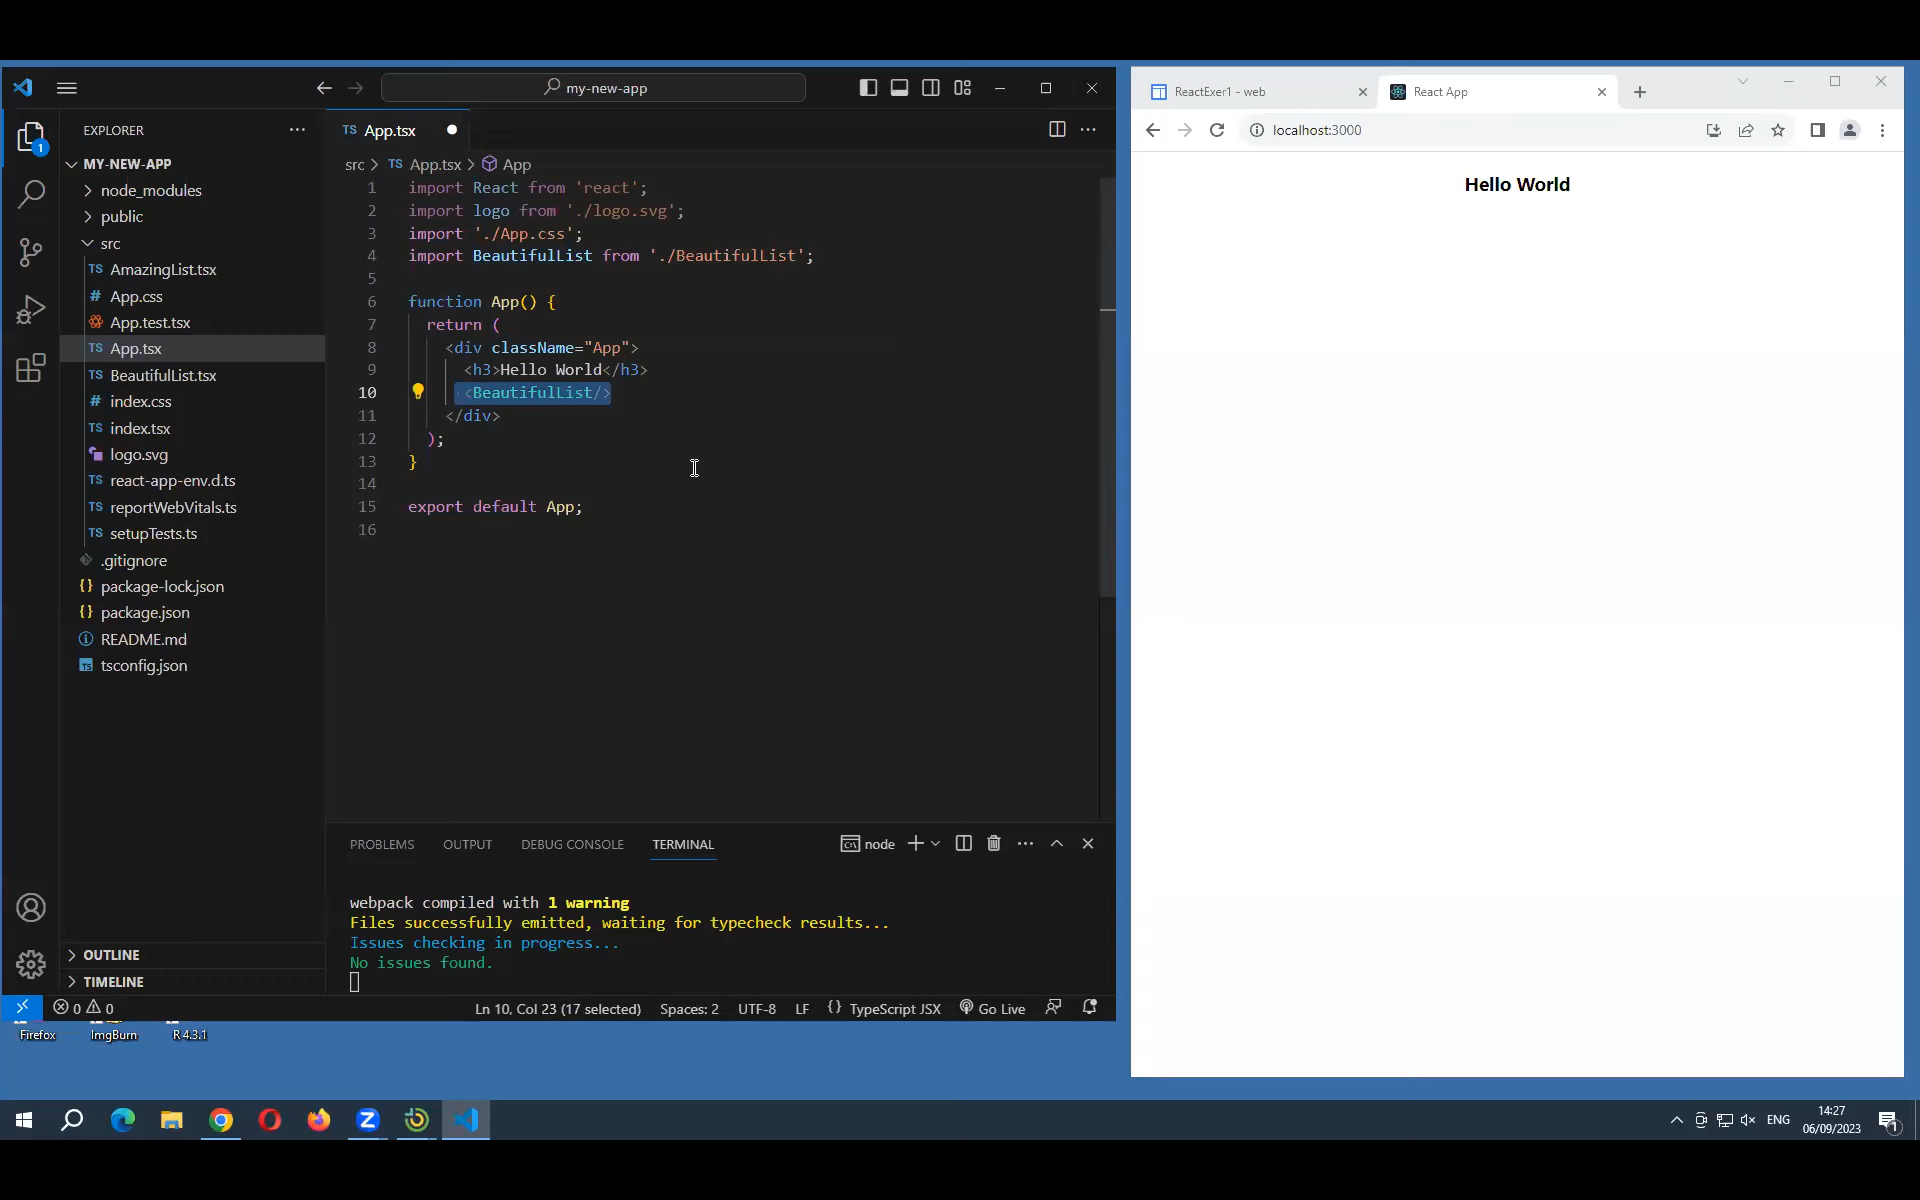 my-new-app
EXPLORER
MY-NEW-APP
node_modules
public
src
TS AmazingList.tsx
# App.css
App.test.tsx
TS App.tsx
TS BeautifulList.tsx
# index.css
TS index.tsx
logo.svg
TS react-app-env.d.ts
TS reportWebVitals.ts
TS setupTests.ts
.gitignore
{} package-lock.json
{} package.json
README.md
TS tsconfig.json
OUTLINE
TIMELINE
1
TS App.tsx
src > TS App.tsx > App
1 import React from 'react';
2 import logo from './logo.svg';
3 import './App.css';
4 import BeautifulList from './BeautifulList';
5
6 function App() {
7 return (
8 <div className="App">
9 <h3>Hello World</h3>
10 <BeautifulList/>
11 </div>
12 );
13 }
14
15 export default App;
16
PROBLEMS OUTPUT DEBUG CONSOLE TERMINAL node
webpack compiled with 1 warning
Files successfully emitted, waiting for typecheck results...
Issues checking in progress...
No issues found.
0 0 Ln 10, Col 23 (17 selected) Spaces: 2 UTF-8 LF {} TypeScript JSX Go Live
ReactExer1 - web
React App
localhost:3000
Hello World
Firefox ImgBurn R 4.3.1
ENG
14:27
06/09/2023
1